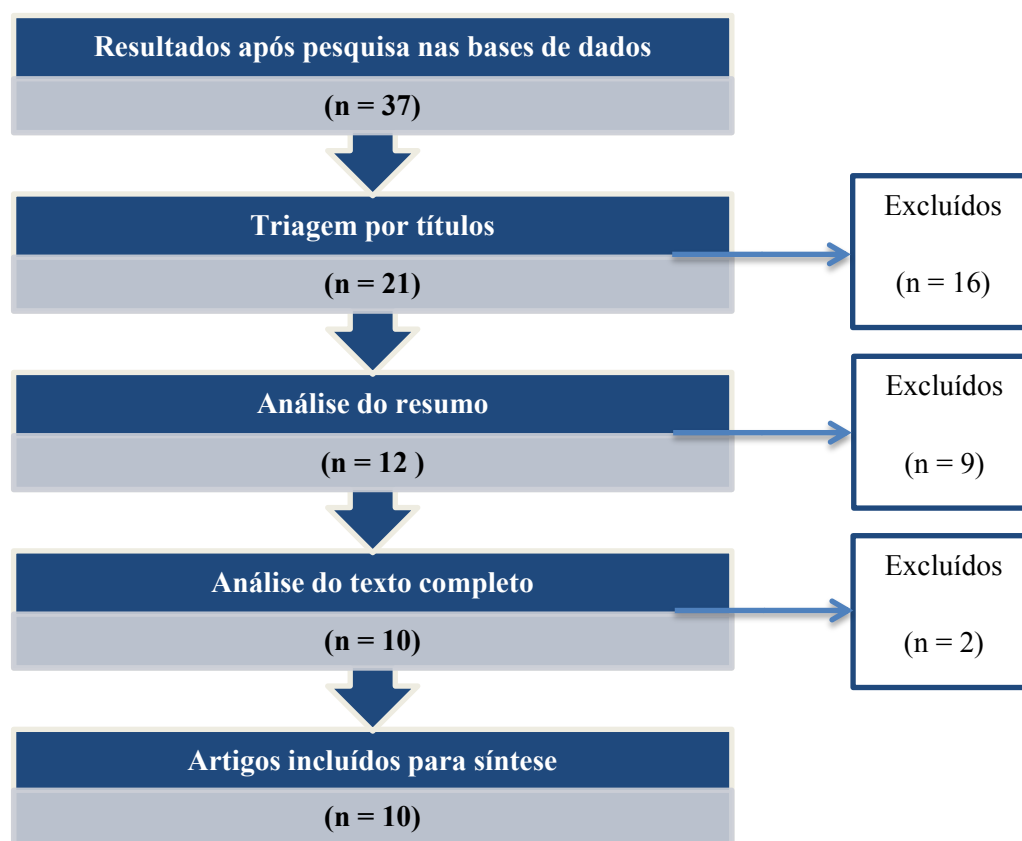 Resultados após pesquisa nas bases de dados
(n = 37)
Triagem por títulos
(n = 21)
Excluídos
(n = 16)
Análise do resumo
(n = 12 )
Excluídos
(n = 9)
Análise do texto completo
(n = 10)
Excluídos
(n = 2)
Artigos incluídos para síntese
(n = 10)